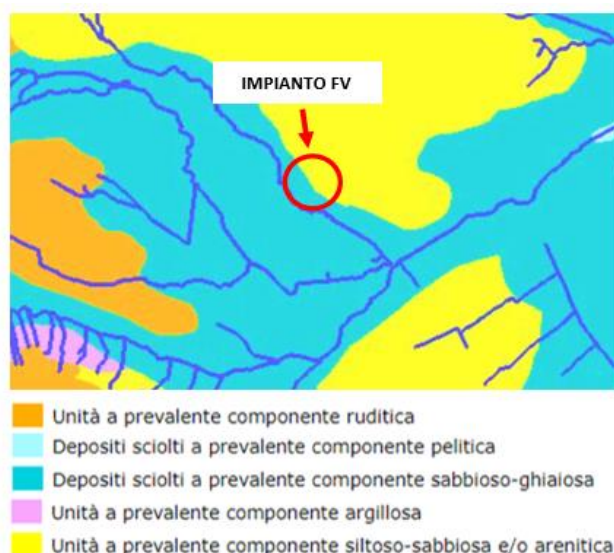 IMPIANTO FV
Unità a prevalente componente ruditica
Depositi sciolti a prevalente componente pelitica
Depositi sciolti a prevalente componente sabbioso-ghiaiosa
Unità a prevalente componente argillosa
Unità a prevalente componente siltoso-sabbiosa e/o arenitica